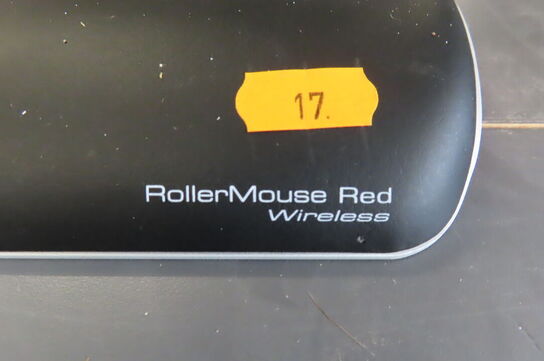 17.
RollerMouse Red
Wireless